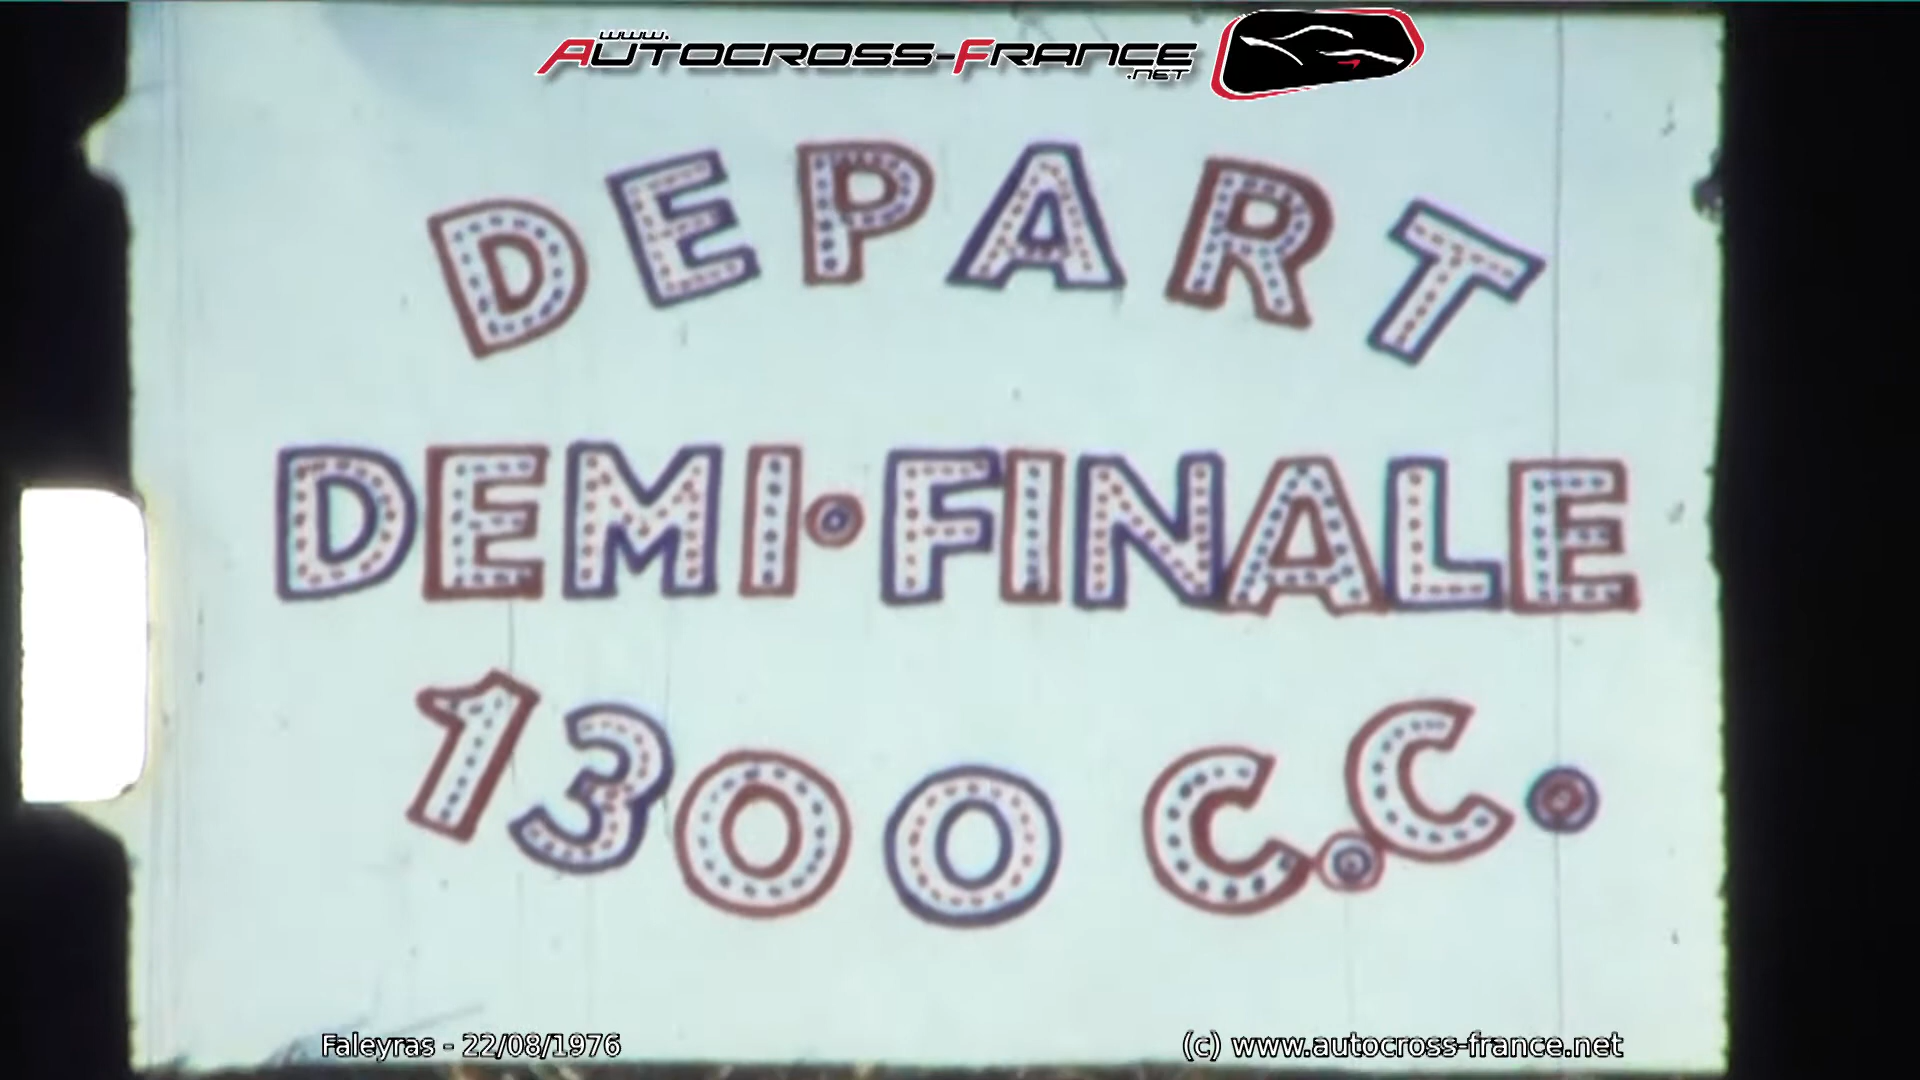 www.
AUTOCROSS-FRANCE
.NET
DEPART
DEMI•FINALE
1300 C.C.
Faleyras - 22/08/1976
(c) www.autocross-france.net